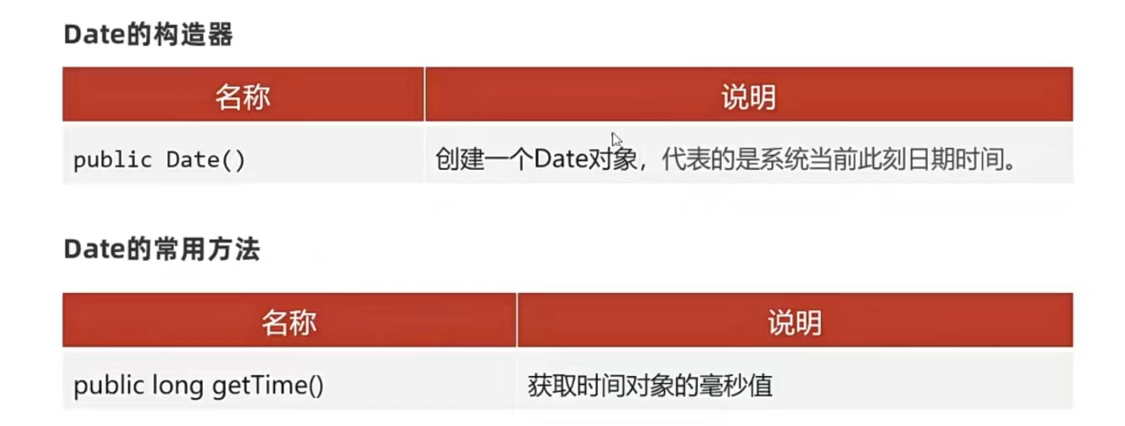 Date的构造器
名称 说明
public Date() 创建一个Date对象，代表的是系统当前此刻日期时间。
Date的常用方法
名称 说明
public long getTime() 获取时间对象的毫秒值